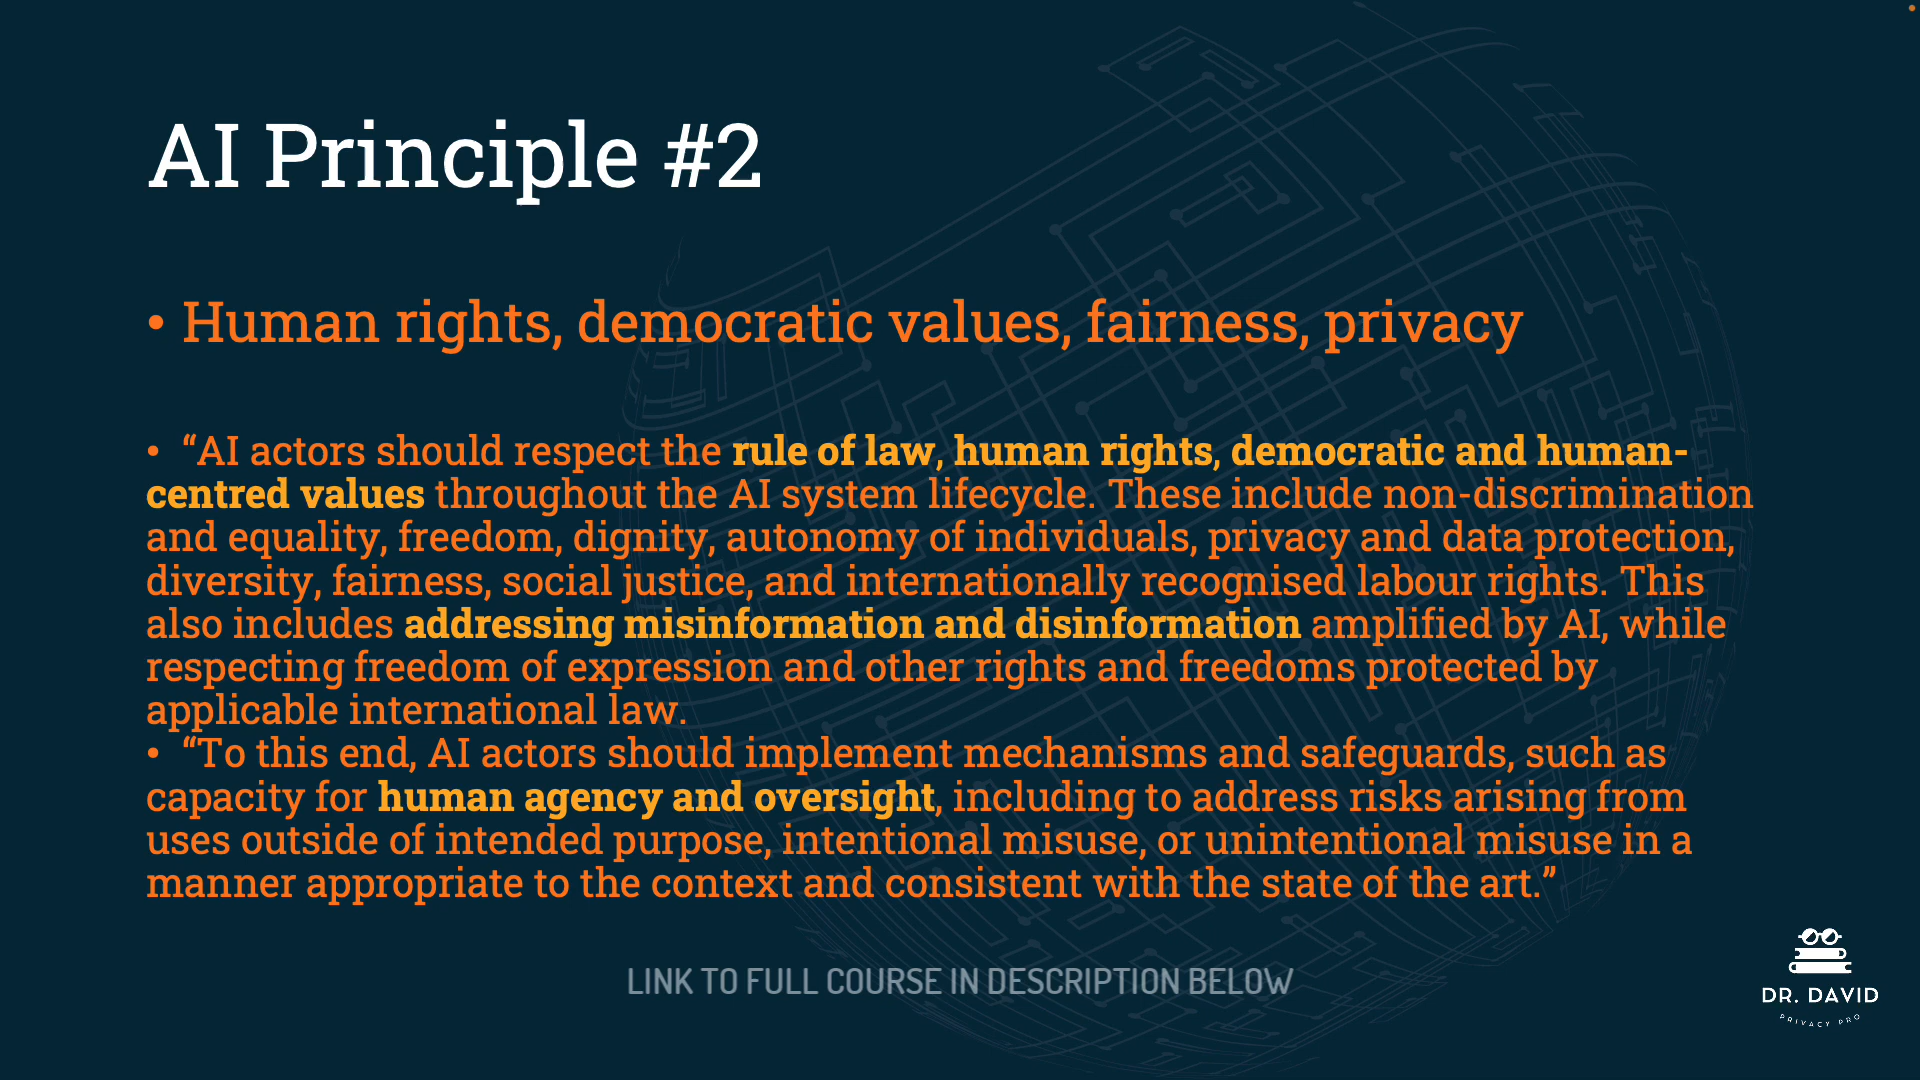 AI Principle #2
• Human rights, democratic values, fairness, privacy
• “AI actors should respect the rule of law, human rights, democratic and human-
centred values throughout the AI system lifecycle. These include non-discrimination
and equality, freedom, dignity, autonomy of individuals, privacy and data protection,
diversity, fairness, social justice, and internationally recognised labour rights. This
also includes addressing misinformation and disinformation amplified by AI, while
respecting freedom of expression and other rights and freedoms protected by
applicable international law.
• “To this end, AI actors should implement mechanisms and safeguards, such as
capacity for human agency and oversight, including to address risks arising from
uses outside of intended purpose, intentional misuse, or unintentional misuse in a
manner appropriate to the context and consistent with the state of the art.”
LINK TO FULL COURSE IN DESCRIPTION BELOW
DR. DAVID
PRIVACY PRO